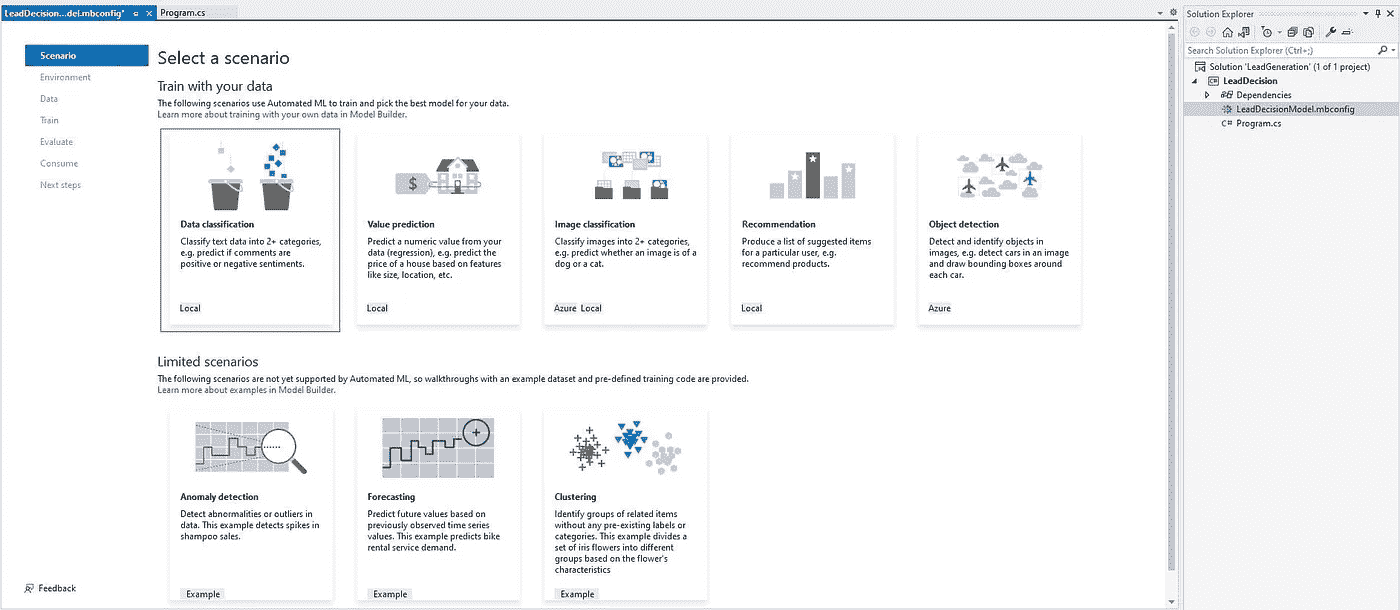 LeadDecision...del.mbconfig*
Program.cs
Scenario
Environment
Data
Train
Evaluate
Consume
Next steps
Feedback
Select a scenario
Train with your data
The following scenarios use Automated ML to train and pick the best model for your data.
Learn more about training with your own data in Model Builder.
$
Data classification
Classify text data into 2+ categories,
e.g. predict if comments are
positive or negative sentiments.
Local
Value prediction
Predict a numeric value from your
data (regression), e.g. predict the
price of a house based on features
like size, location, etc.
Local
Image classification
Classify images into 2+ categories,
e.g. predict whether an image is of a
dog or a cat.
Azure Local
Recommendation
Produce a list of suggested items
for a particular user, e.g.
recommend products.
Local
Object detection
Detect and identify objects in
images, e.g. detect cars in an image
and draw bounding boxes around
each car.
Azure
Limited scenarios
The following scenarios are not yet supported by Automated ML, so walkthroughs with an example dataset and pre-defined training code are provided.
Learn more about examples in Model Builder.
Anomaly detection
Detect abnormalities or outliers in
data. This example detects spikes in
shampoo sales.
Example
Forecasting
Predict future values based on
previously observed time series
values. This example predicts bike
rental service demand.
Example
Clustering
Identify groups of related items
without any pre-existing labels or
categories. This example divides a
set of iris flowers into different
groups based on the flower's
characteristics
Example
Solution Explorer
Search Solution Explorer (Ctrl+;)
Solution 'LeadGeneration' (1 of 1 project)
C# LeadDecision
Dependencies
LeadDecisionModel.mbconfig
C# Program.cs